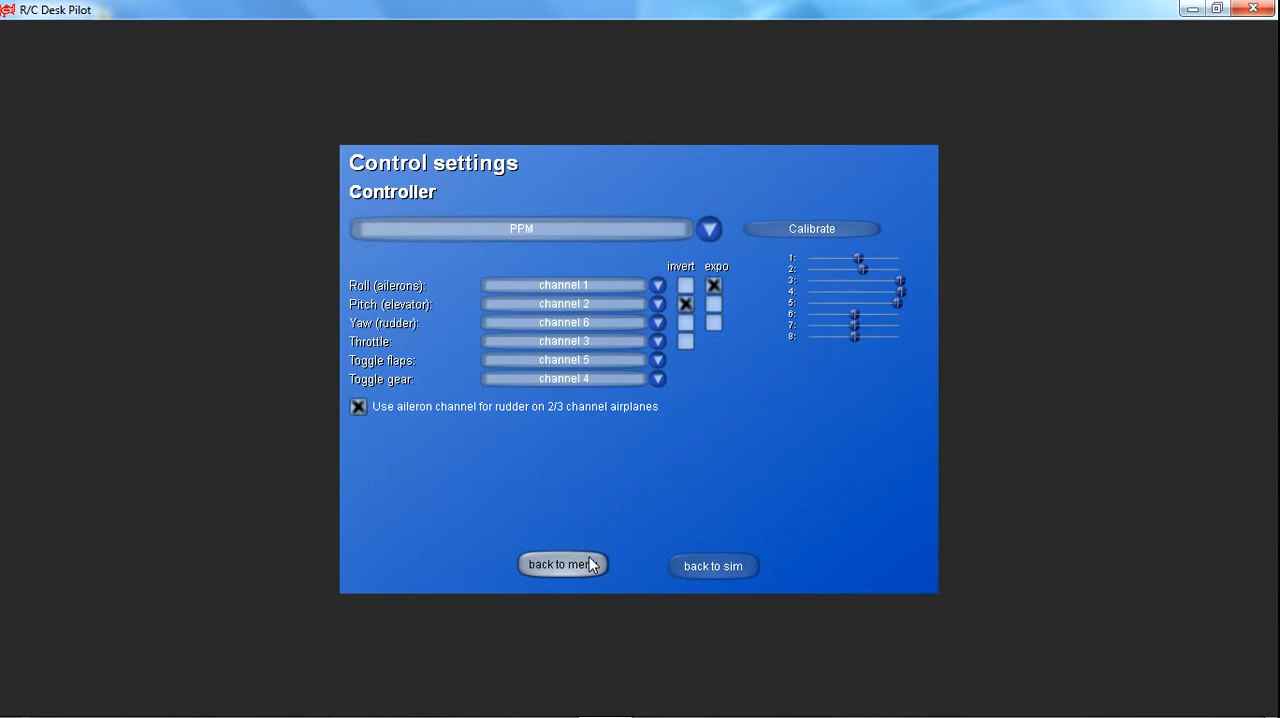 R/C Desk Pilot
Control settings
Controller
PPM
Calibrate
invert expo
Roll (ailerons): channel 1
Pitch (elevator): channel 2
Yaw (rudder): channel 6
Throttle: channel 3
Toggle flaps: channel 5
Toggle gear: channel 4
Use aileron channel for rudder on 2/3 channel airplanes
1:
2:
3:
4:
5:
6:
7:
8:
back to
back to sim